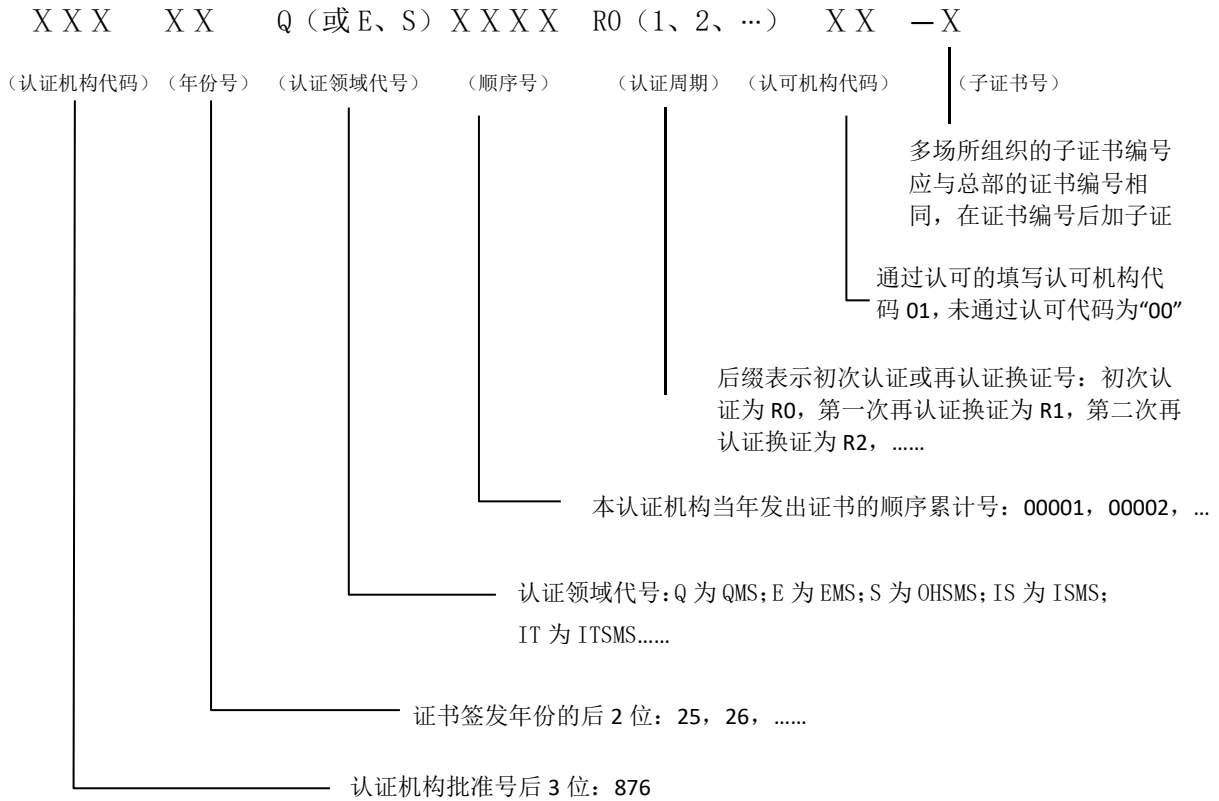 XXX XX Q（或 E、S）XXXX R0（1、2、…） XX —X
（认证机构代码）（年份号）（认证领域代号）（顺序号）（认证周期）（认可机构代码）（子证书号）
多场所组织的子证书编号
应与总部的证书编号相
同，在证书编号后加子证
通过认可的填写认可机构代
码 01，未通过认可代码为“00”
后缀表示初次认证或再认证换证号：初次认
证为 R0，第一次再认证换证为 R1，第二次再
认证换证为 R2，……
本认证机构当年发出证书的顺序累计号：00001，00002，…
认证领域代号:Q 为 QMS;E 为 EMS;S 为 OHSMS;IS 为 ISMS;
IT 为 ITSMS……
证书签发年份的后 2 位：25，26，……
认证机构批准号后 3 位：876